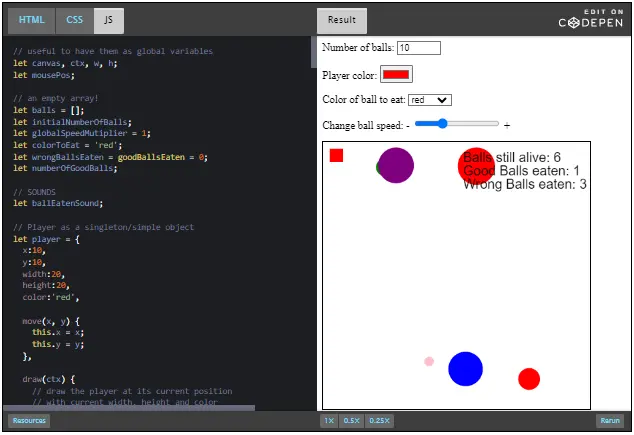 HTML CSS JS Result EDIT ON
CODEPEN
// useful to have them as global variables
let canvas, ctx, w, h;
let mousePos;
// an empty array!
let balls = [];
let initialNumberOfBalls;
let globalSpeedMutiplier = 1;
let colorToEat = 'red';
let wrongBallsEaten = goodBallsEaten = 0;
let numberOfGoodBalls;
// SOUNDS
let ballEatenSound;
// Player as a singleton/simple object
let player = {
x:10,
y:10,
width:20,
height:20,
color:'red',
move(x, y) {
this.x = x;
this.y = y;
},
draw(ctx) {
// draw the player at its current position
// with current width, height and color
Number of balls: 10
Player color:
Color of ball to eat: red
Change ball speed: - +
Balls still alive: 6
Good Balls eaten: 1
Wrong Balls eaten: 3
Resources 1X 0.5X 0.25X Rerun